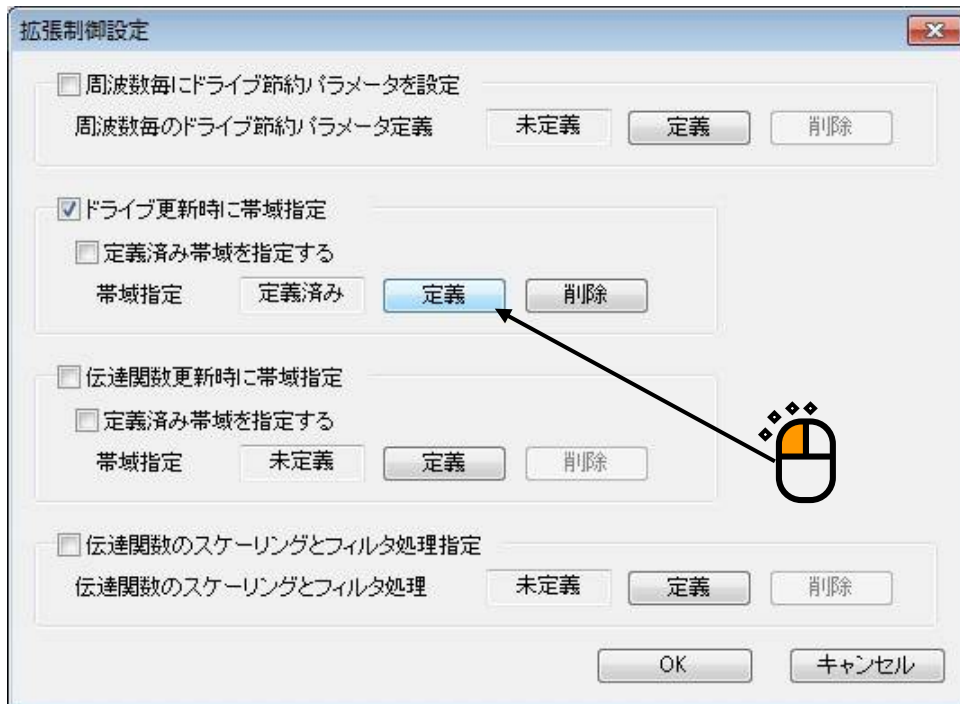 拡張制御設定
周波数毎にドライブ節約パラメータを設定
周波数毎のドライブ節約パラメータ定義 未定義 定義 削除
ドライブ更新時に帯域指定
定義済み帯域を指定する
帯域指定 定義済み 定義 削除
伝達関数更新時に帯域指定
定義済み帯域を指定する
帯域指定 未定義 定義 削除
伝達関数のスケーリングとフィルタ処理指定
伝達関数のスケーリングとフィルタ処理 未定義 定義 削除
OK キャンセル